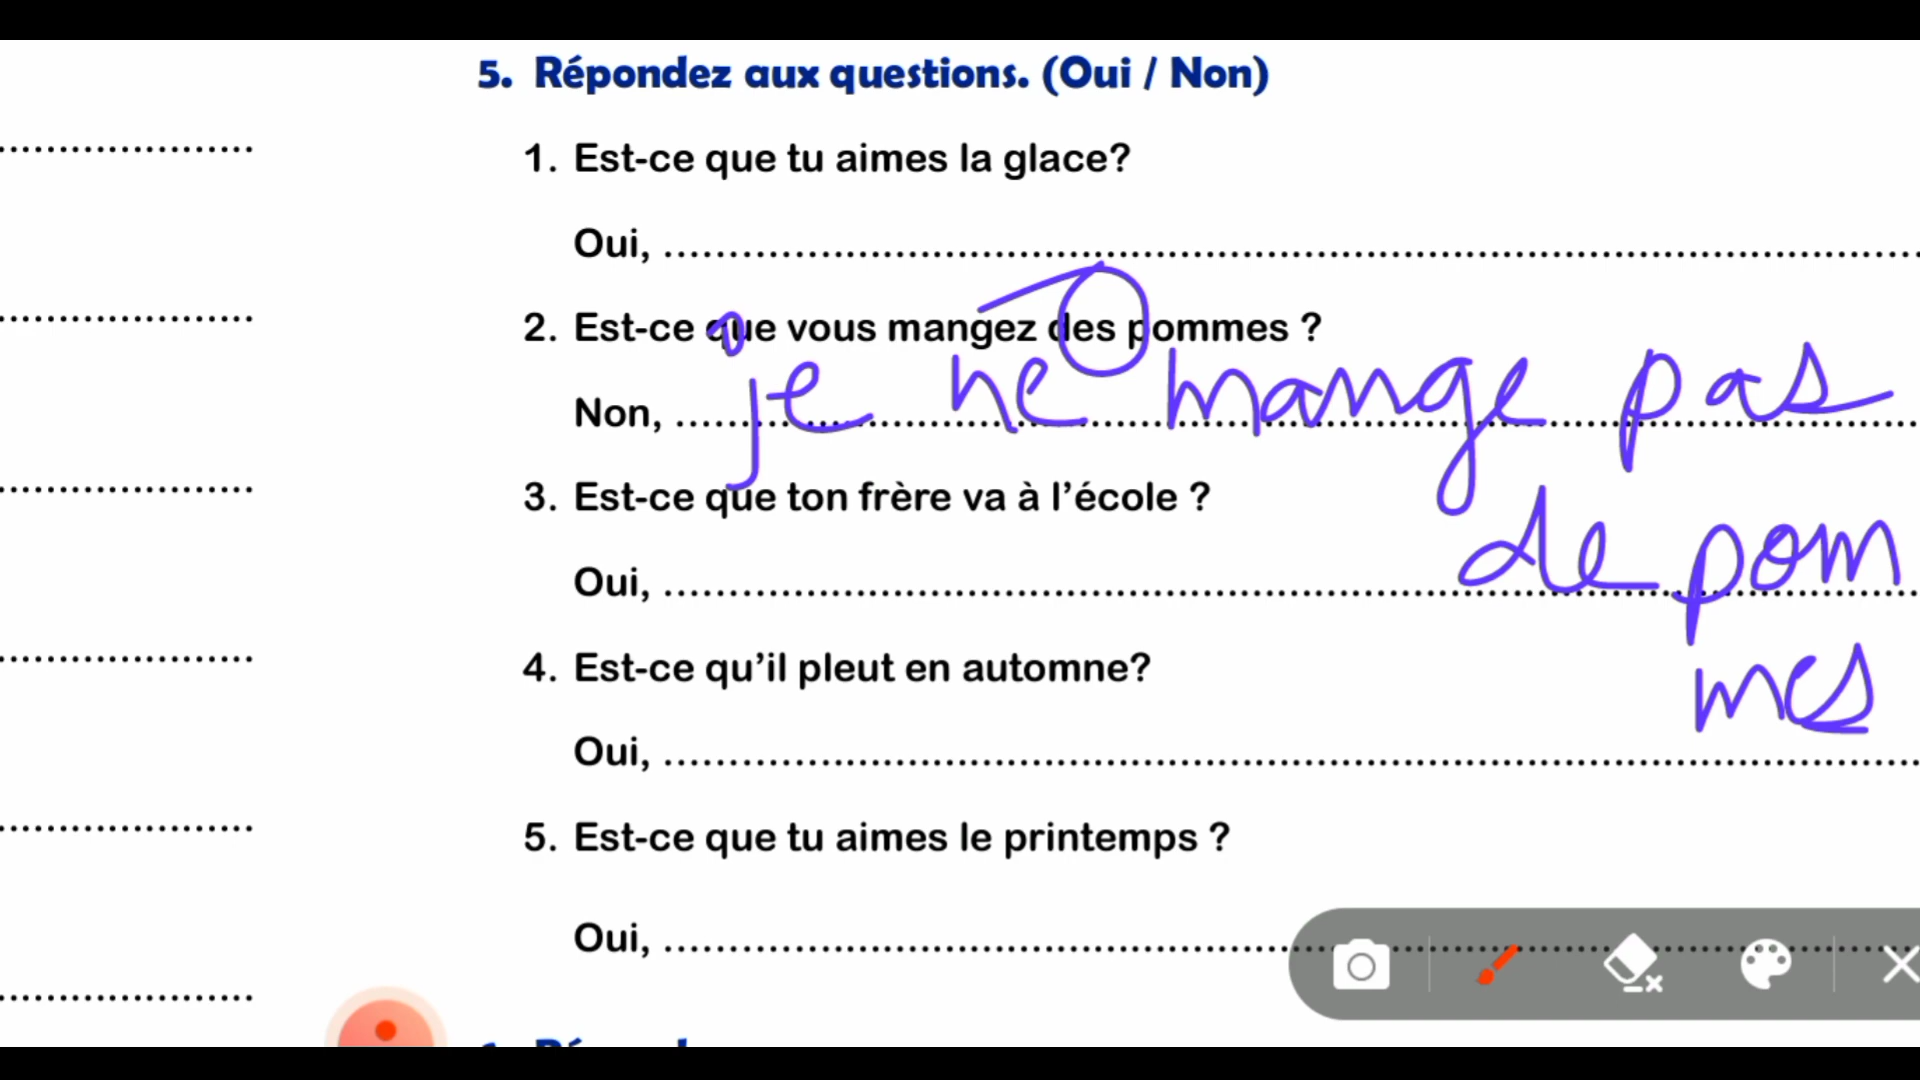 5. Répondez aux questions. (Oui / Non)
1. Est-ce que tu aimes la glace?
Oui, ................................................................................
2. Est-ce que vous mangez des pommes ?
Non, je ne mange pas
de pom
mes
3. Est-ce que ton frère va à l'école ?
Oui, ................................................................................
4. Est-ce qu'il pleut en automne?
Oui, ................................................................................
5. Est-ce que tu aimes le printemps ?
Oui, ................................................................................